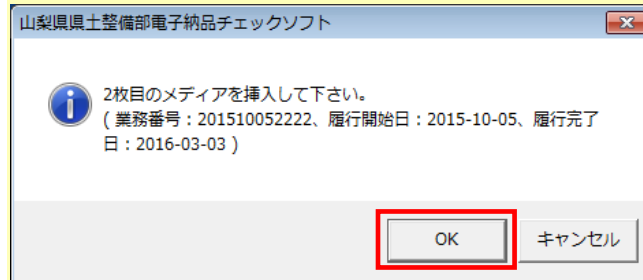 山梨県県土整備部電子納品チェックソフト
2枚目のメディアを挿入して下さい。
( 業務番号：201510052222、履行開始日：2015-10-05、履行完了
日：2016-03-03 )
OK
キャンセル